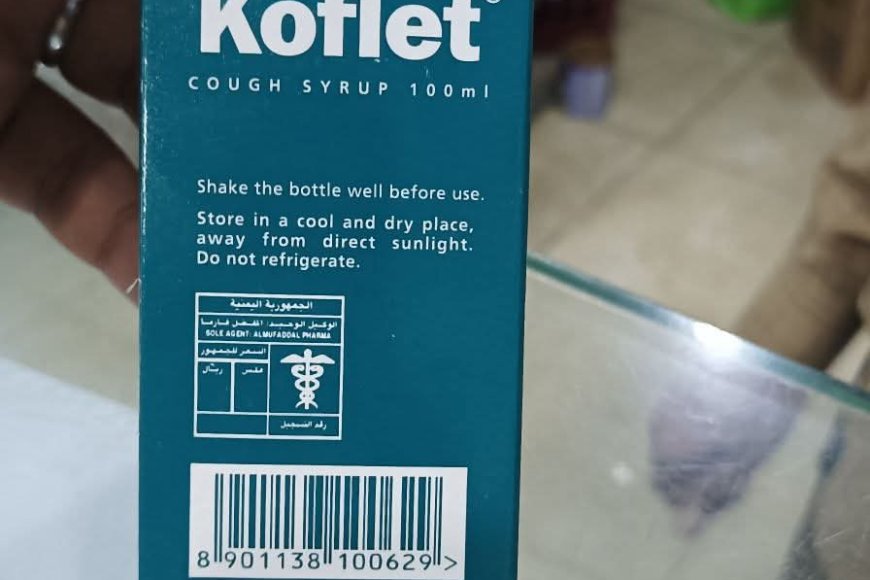 Koflet®
COUGH SYRUP 100ml
Shake the bottle well before use.
Store in a cool and dry place,
away from direct sunlight.
Do not refrigerate.
الجمهورية اليمنية
الوكيل الوحيد: المفضل فارما
SOLE AGENT: ALMUFADDAL PHARMA
السعر للجمهور
فلس
ريال
رقم التسجيل
8 901138 100629 >